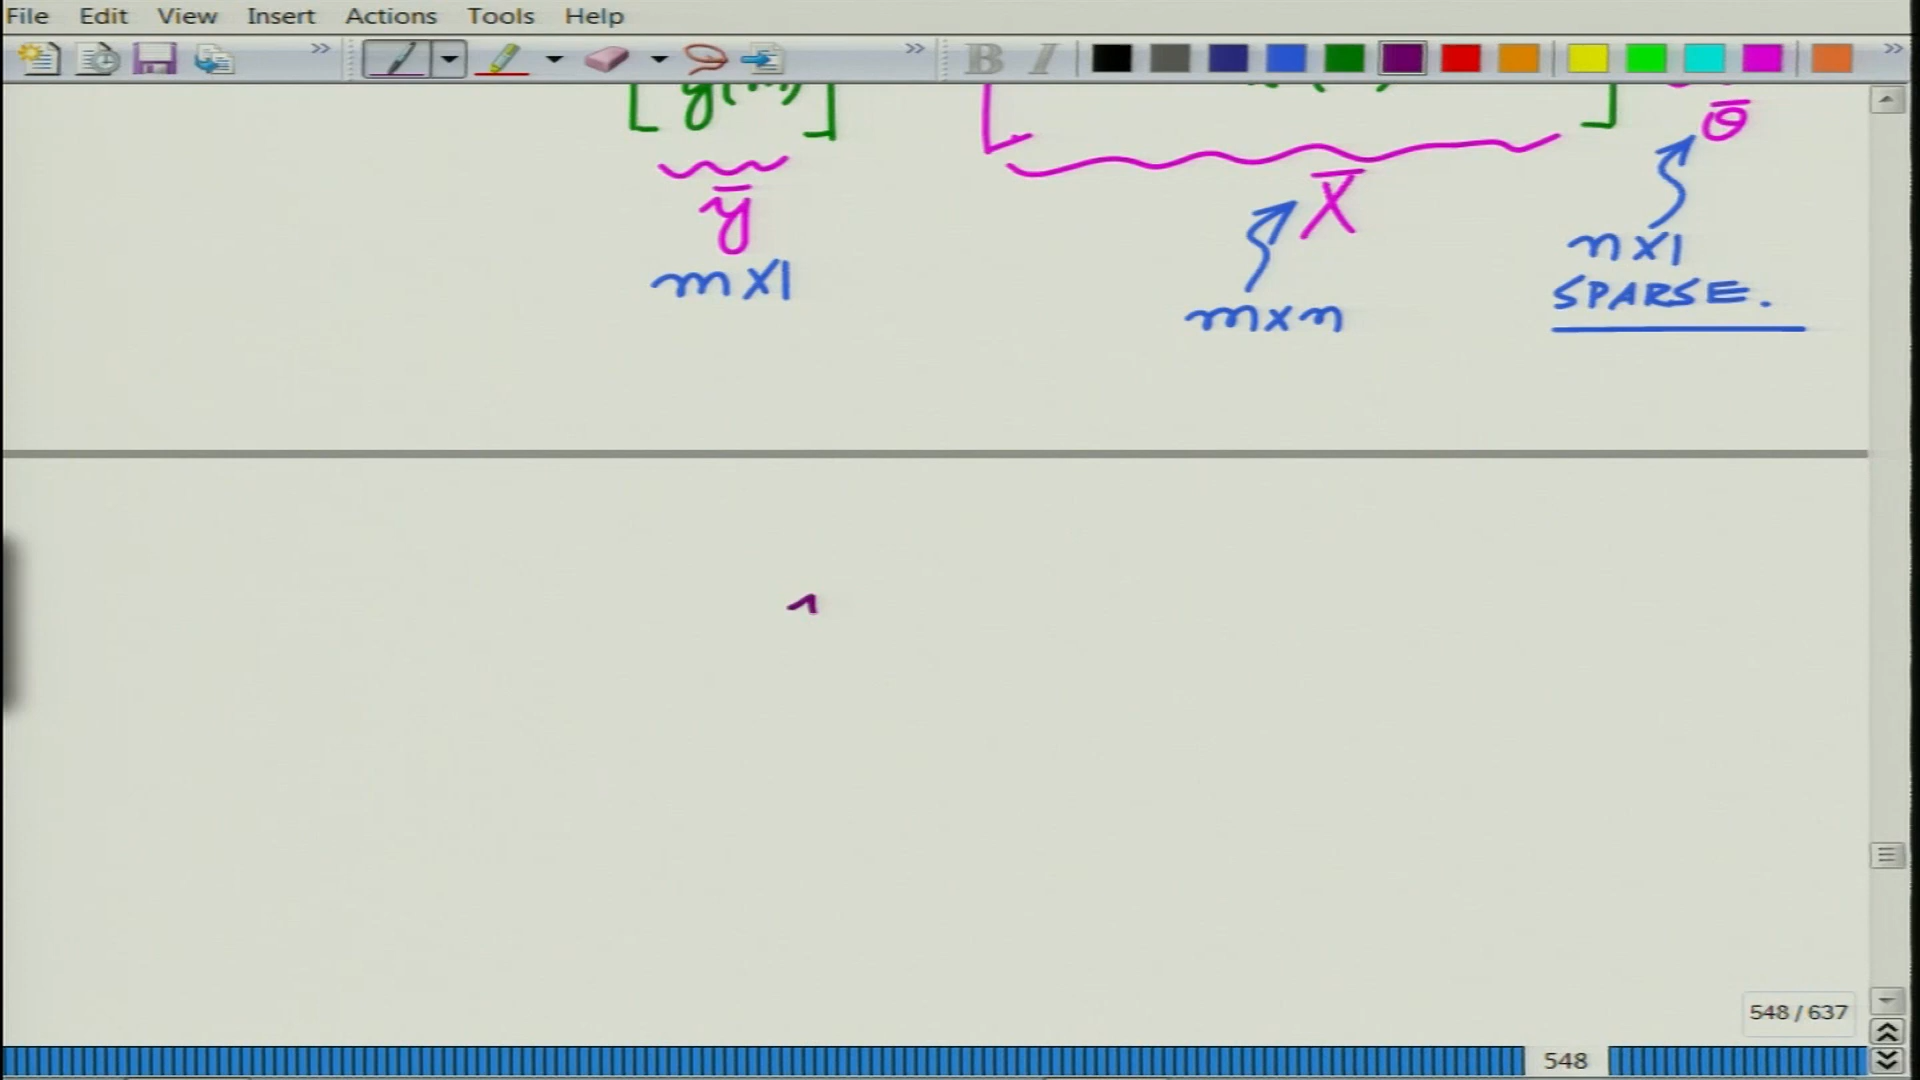 File Edit View Insert Actions Tools Help
B I
ȳ
X̄
θ̄
m×1
m×n
n×1
SPARSE.
548 / 637
548